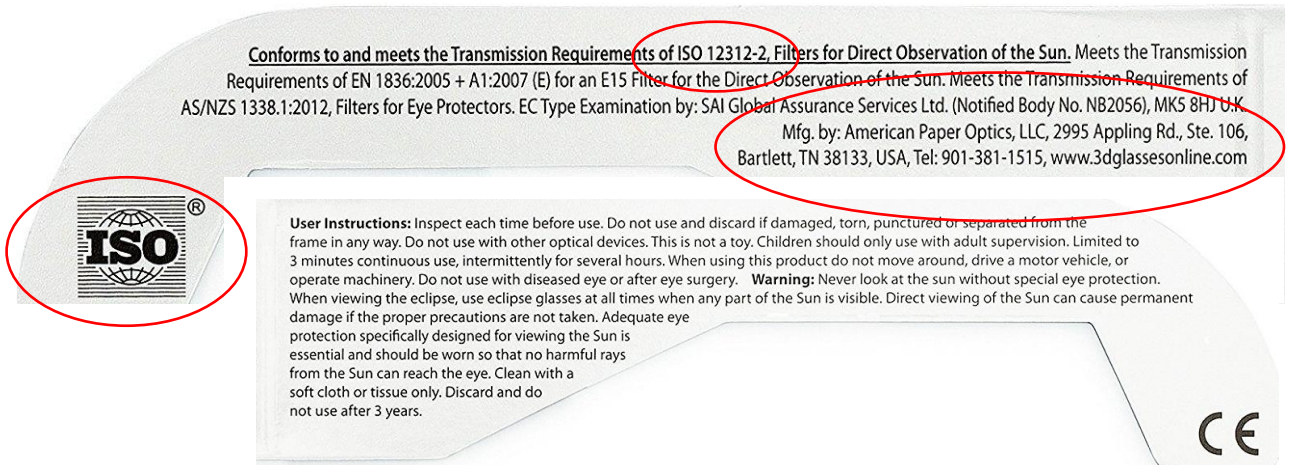 Conforms to and meets the Transmission Requirements of ISO 12312-2, Filters for Direct Observation of the Sun. Meets the Transmission
Requirements of EN 1836:2005 + A1:2007 (E) for an E15 Filter for the Direct Observation of the Sun. Meets the Transmission Requirements of
AS/NZS 1338.1:2012, Filters for Eye Protectors. EC Type Examination by: SAI Global Assurance Services Ltd. (Notified Body No. NB2056), MK5 8HJ U.K.
Mfg. by: American Paper Optics, LLC, 2995 Appling Rd., Ste. 106,
Bartlett, TN 38133, USA, Tel: 901-381-1515, www.3dglassesonline.com
ISO ®
User Instructions: Inspect each time before use. Do not use and discard if damaged, torn, punctured or separated from the
frame in any way. Do not use with other optical devices. This is not a toy. Children should only use with adult supervision. Limited to
3 minutes continuous use, intermittently for several hours. When using this product do not move around, drive a motor vehicle, or
operate machinery. Do not use with diseased eye or after eye surgery. Warning: Never look at the sun without special eye protection.
When viewing the eclipse, use eclipse glasses at all times when any part of the Sun is visible. Direct viewing of the Sun can cause permanent
damage if the proper precautions are not taken. Adequate eye
protection specifically designed for viewing the Sun is
essential and should be worn so that no harmful rays
from the Sun can reach the eye. Clean with a
soft cloth or tissue only. Discard and do
not use after 3 years.
CE